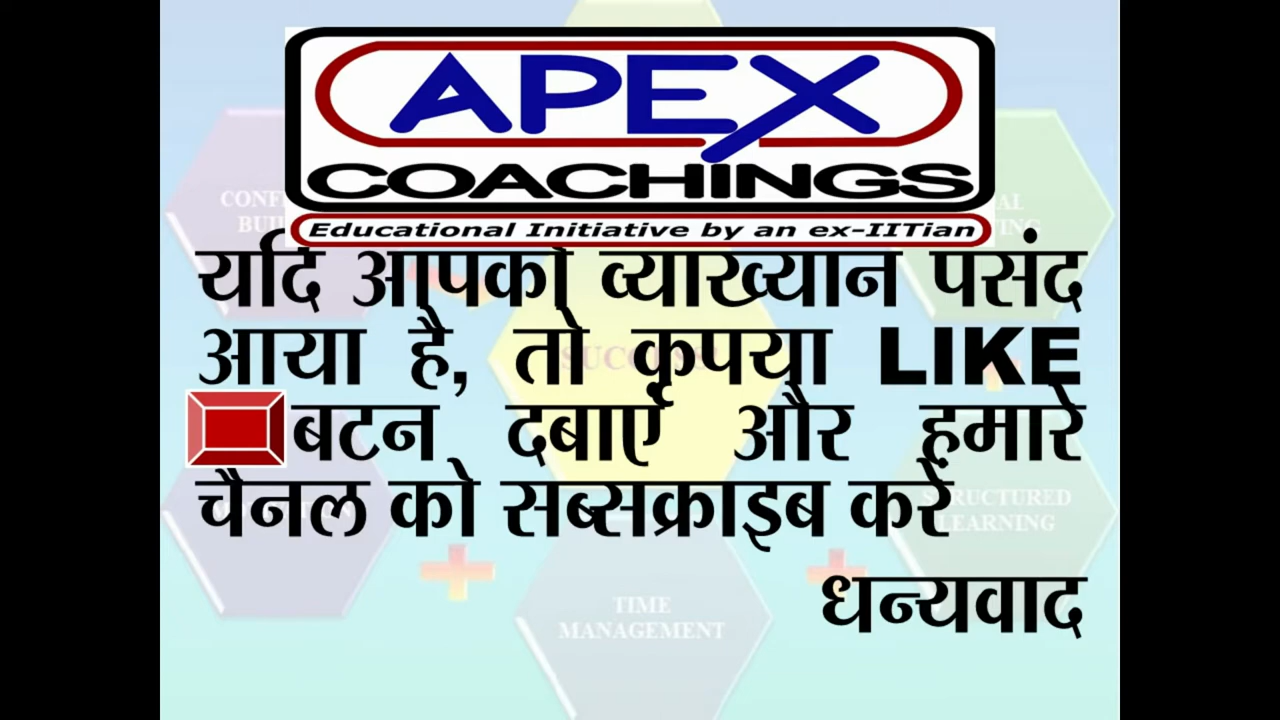 APEX
COACHINGS
Educational Initiative by an ex-IITian
यदि आपको व्याख्यान पसंद
आया है, तो कृपया LIKE
बटन दबाएं और हमारे
चैनल को सब्सक्राइब करें
धन्यवाद
SUCCESS
STRUCTURED
LEARNING
TIME
MANAGEMENT